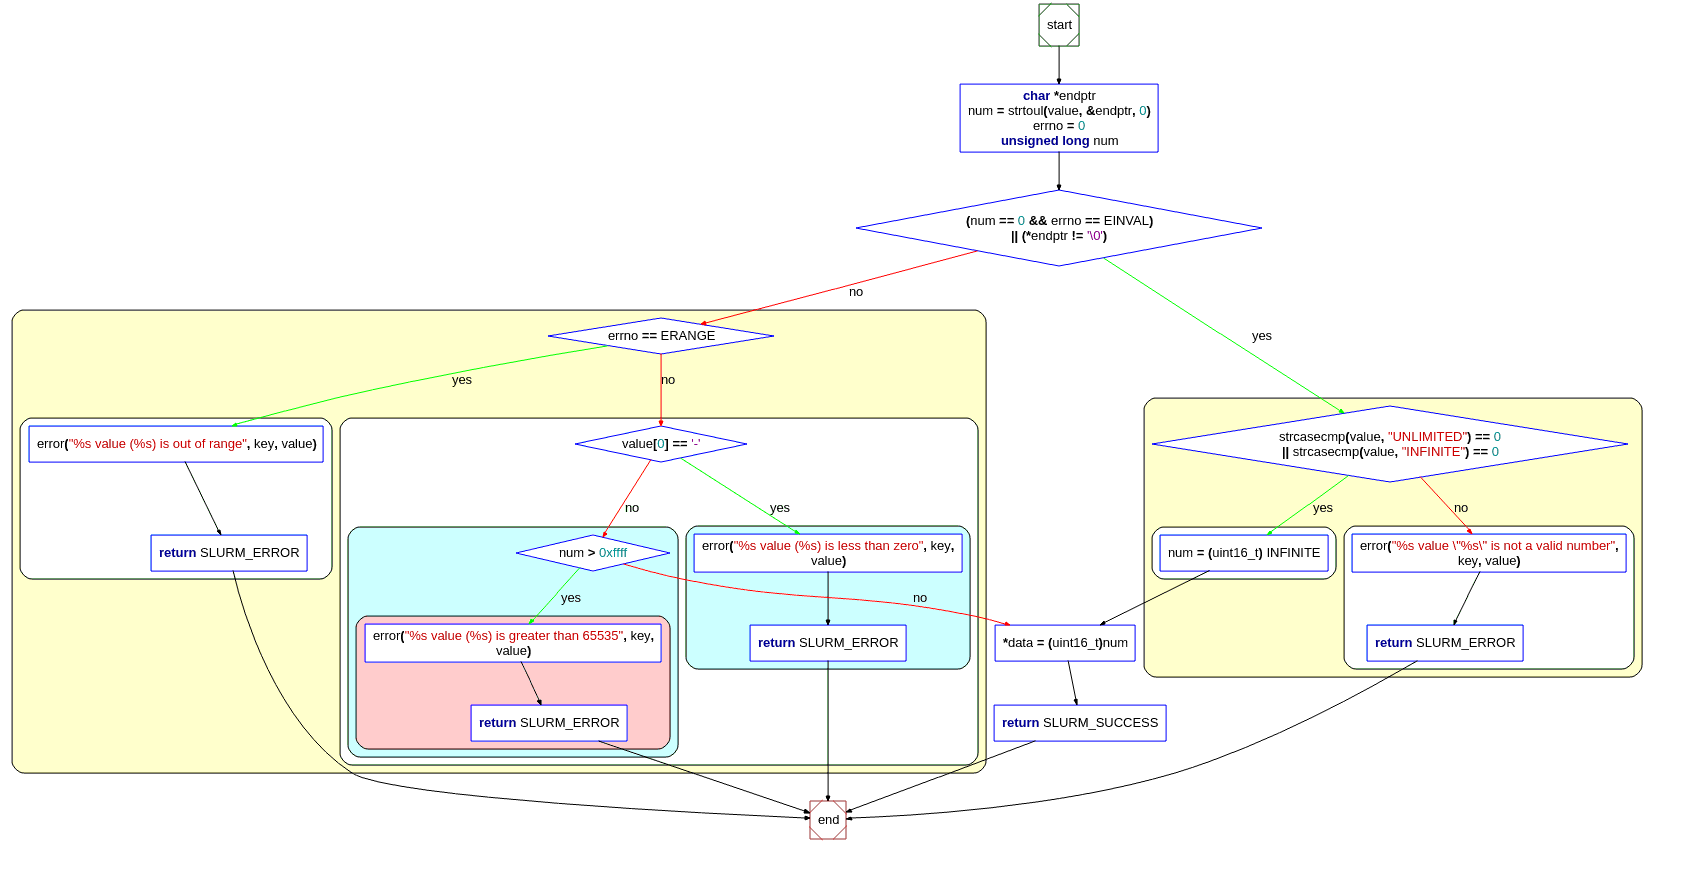 start
char *endptr
num = strtoul(value, &endptr, 0)
errno = 0
unsigned long num
(num == 0 && errno == EINVAL)
|| (*endptr != '\0')
no
yes
errno == ERANGE
yes
no
error("%s value (%s) is out of range", key, value)
return SLURM_ERROR
value[0] == '-'
no
yes
num > 0xffff
yes
no
error("%s value (%s) is greater than 65535", key,
value)
return SLURM_ERROR
error("%s value (%s) is less than zero", key,
value)
return SLURM_ERROR
strcasecmp(value, "UNLIMITED") == 0
|| strcasecmp(value, "INFINITE") == 0
yes
no
num = (uint16_t) INFINITE
error("%s value \"%s\" is not a valid number",
key, value)
return SLURM_ERROR
*data = (uint16_t)num
return SLURM_SUCCESS
end